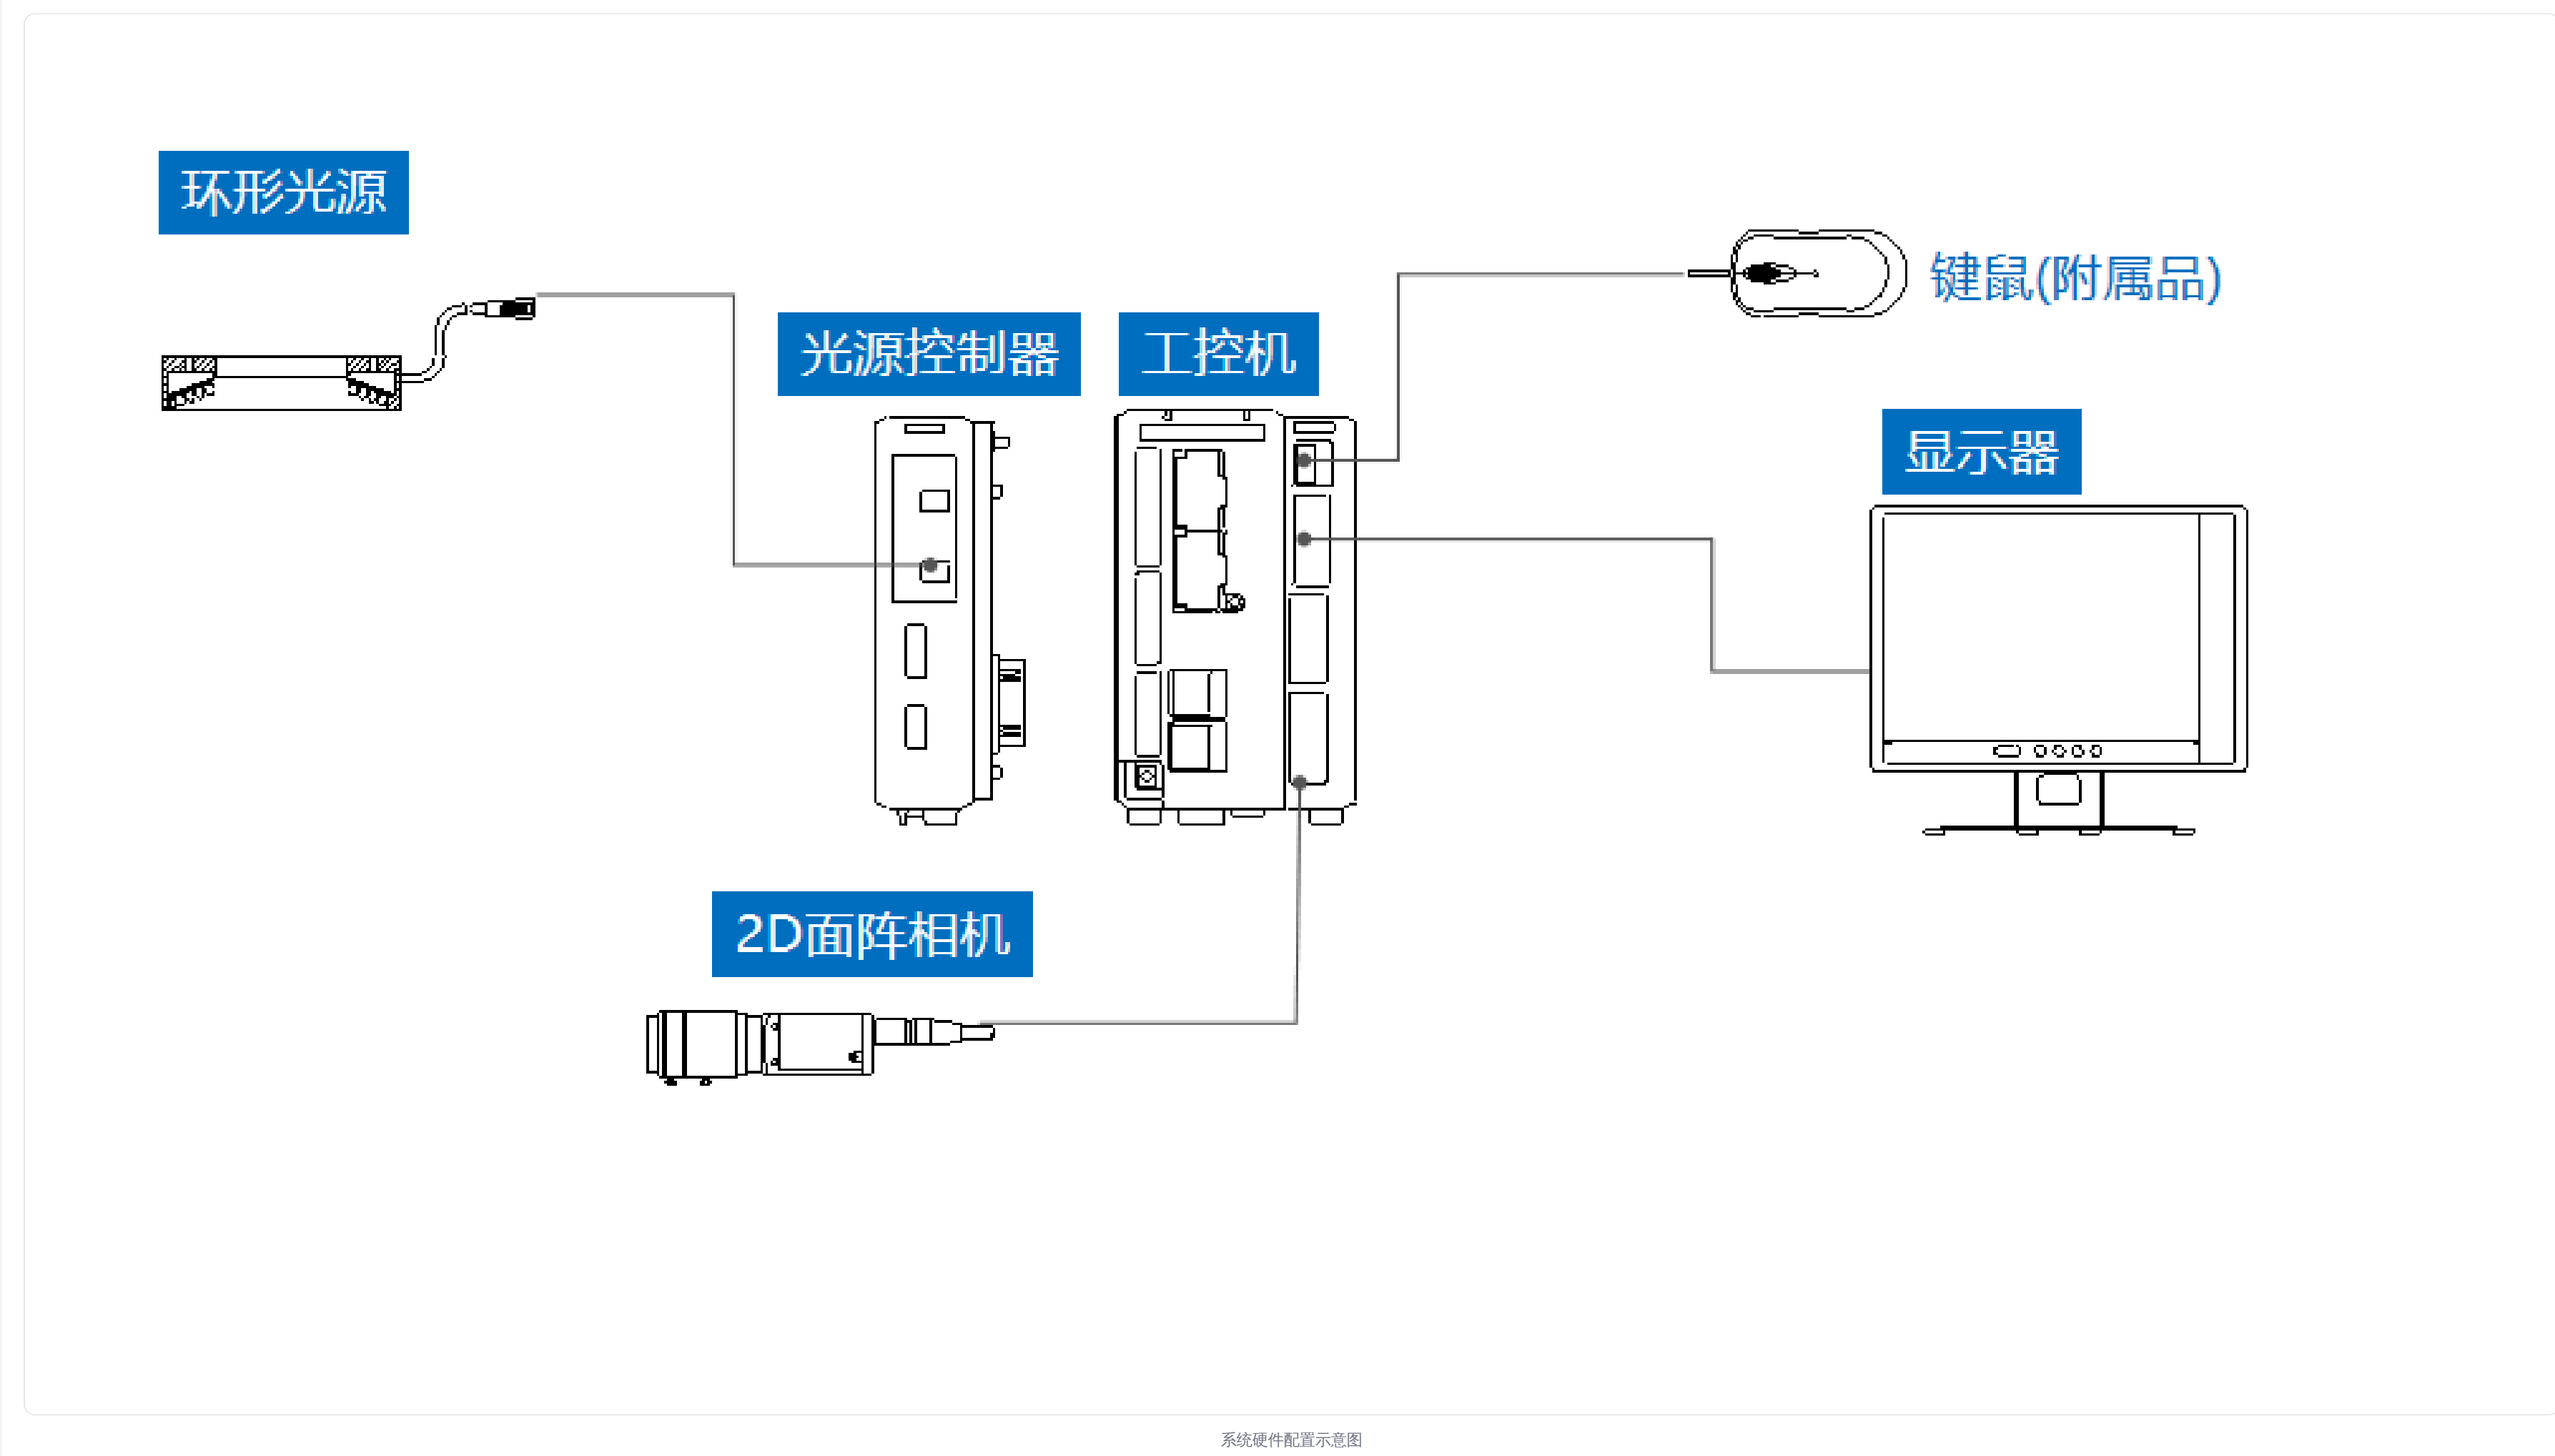 环形光源
键鼠(附属品)
光源控制器
工控机
显示器
2D面阵相机
系统硬件配置示意图